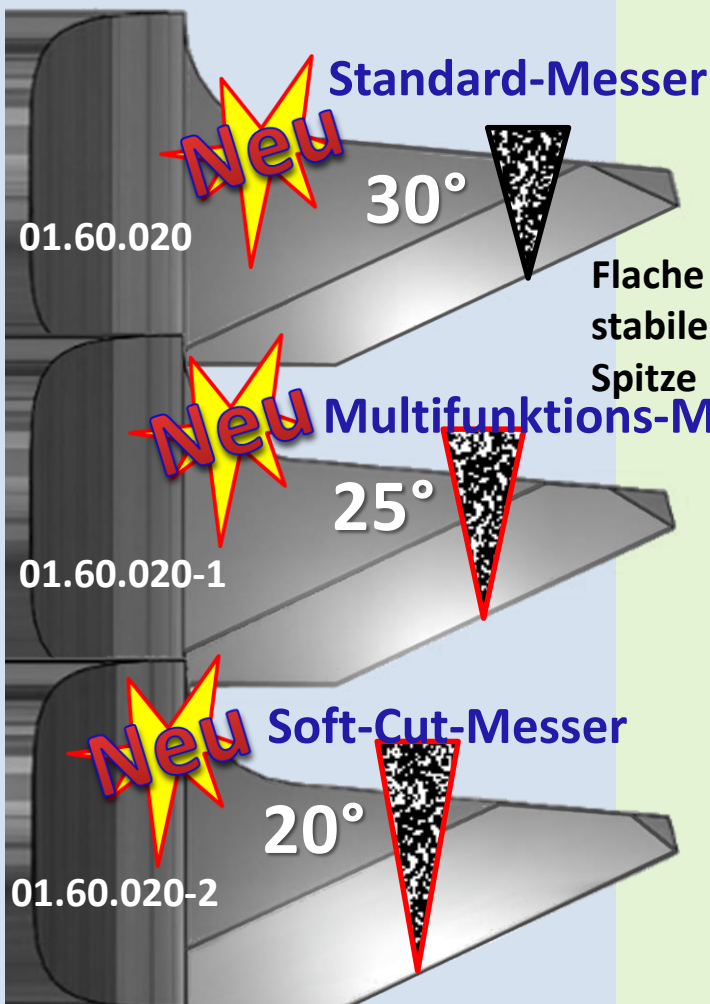 Standard-Messer
Neu
30°
01.60.020
Flache
stabile
Spitze
Neu
Multifunktions-M
25°
01.60.020-1
Neu
Soft-Cut-Messer
20°
01.60.020-2